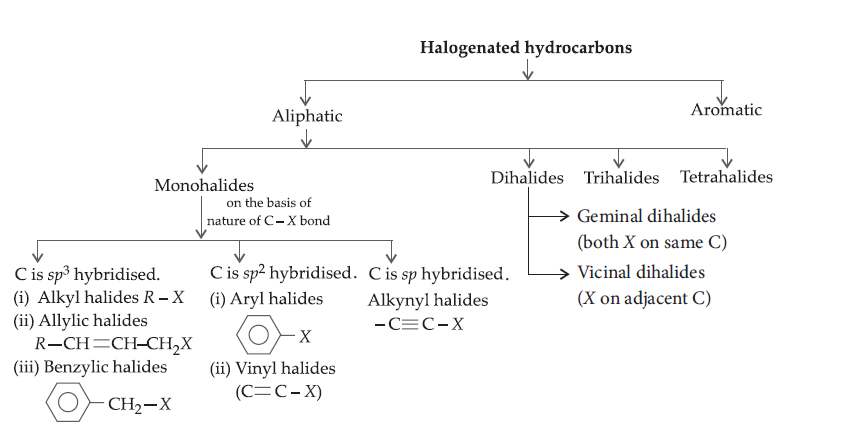 Halogenated hydrocarbons
Aliphatic
Aromatic
Monohalides
Dihalides
Trihalides
Tetrahalides
on the basis of
nature of C – X bond
Geminal dihalides
(both X on same C)
Vicinal dihalides
(X on adjacent C)
C is sp³ hybridised.
(i) Alkyl halides R – X
(ii) Allylic halides
R—CH=CH—CH₂X
(iii) Benzylic halides
CH₂—X
C is sp² hybridised.
(i) Aryl halides
X
(ii) Vinyl halides
(C=C – X)
C is sp hybridised.
Alkynyl halides
–C≡C–X